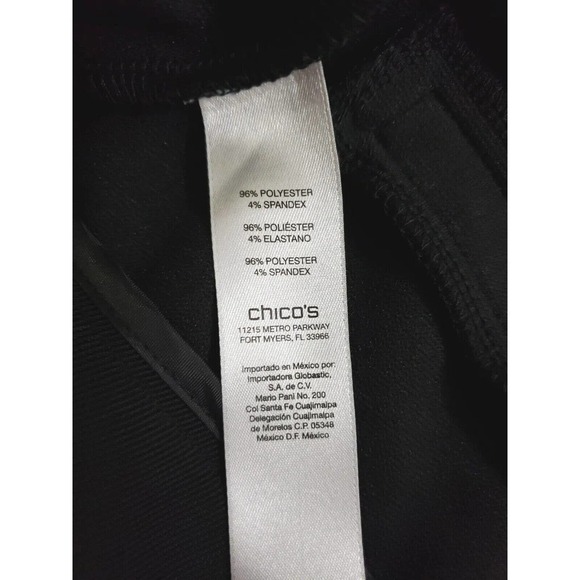 96% POLYESTER
4% SPANDEX
96% POLIÉSTER
4% ELASTANO
96% POLYESTER
4% SPANDEX
chico's
11215 METRO PARKWAY
FORT MYERS, FL 33966
Importado en México por:
Importadora Globastic,
S.A. de C.V.
Mario Pani No. 200
Col Santa Fe Cuajimalpa
Delegación Cuajimalpa
de Morelos C.P. 05348
México D.F. México